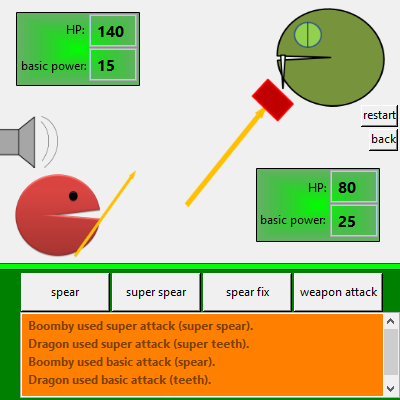 HP: 140
basic power: 15
restart
back
HP: 80
basic power: 25
spear super spear spear fix weapon attack
Boomby used super attack (super spear).
Dragon used super attack (super teeth).
Boomby used basic attack (spear).
Dragon used basic attack (teeth).